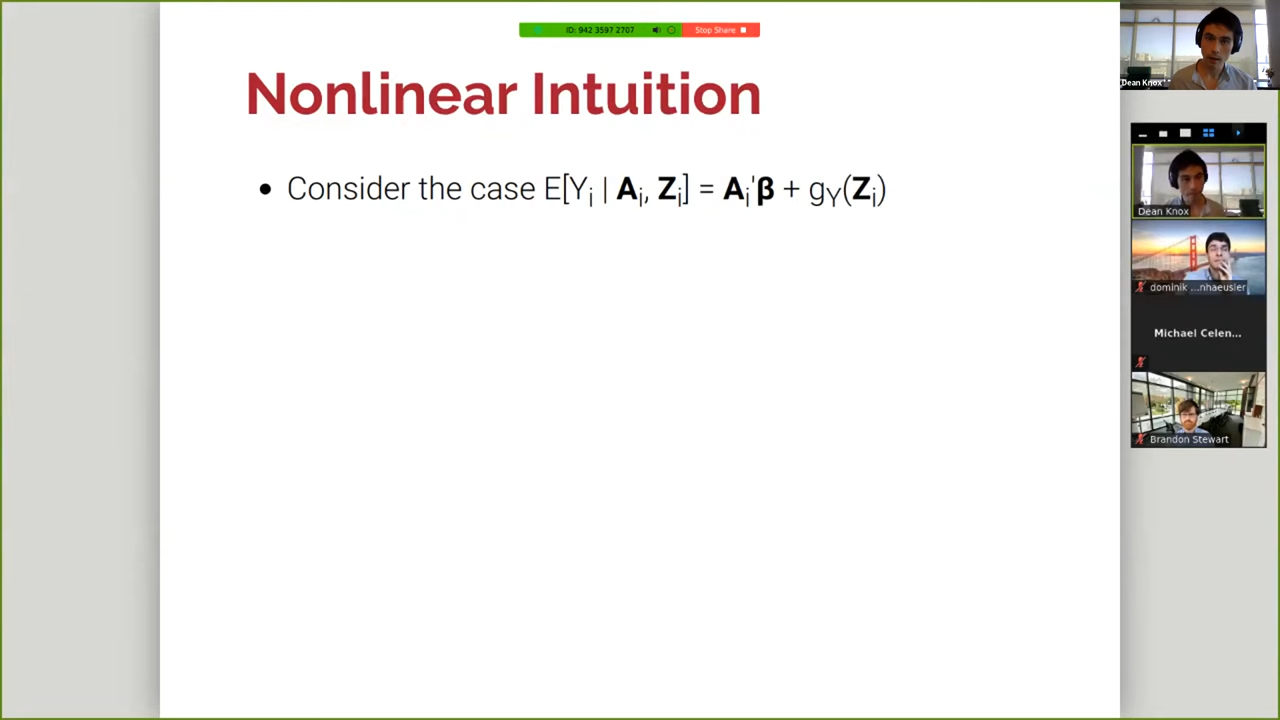 ID: 942 3597 2707
Stop Share
Nonlinear Intuition
• Consider the case E[Yi | Ai, Zi] = Ai'β + gY(Zi)
Dean Knox
Dean Knox
dominik ...nhaeusler
Michael Celen...
Brandon Stewart